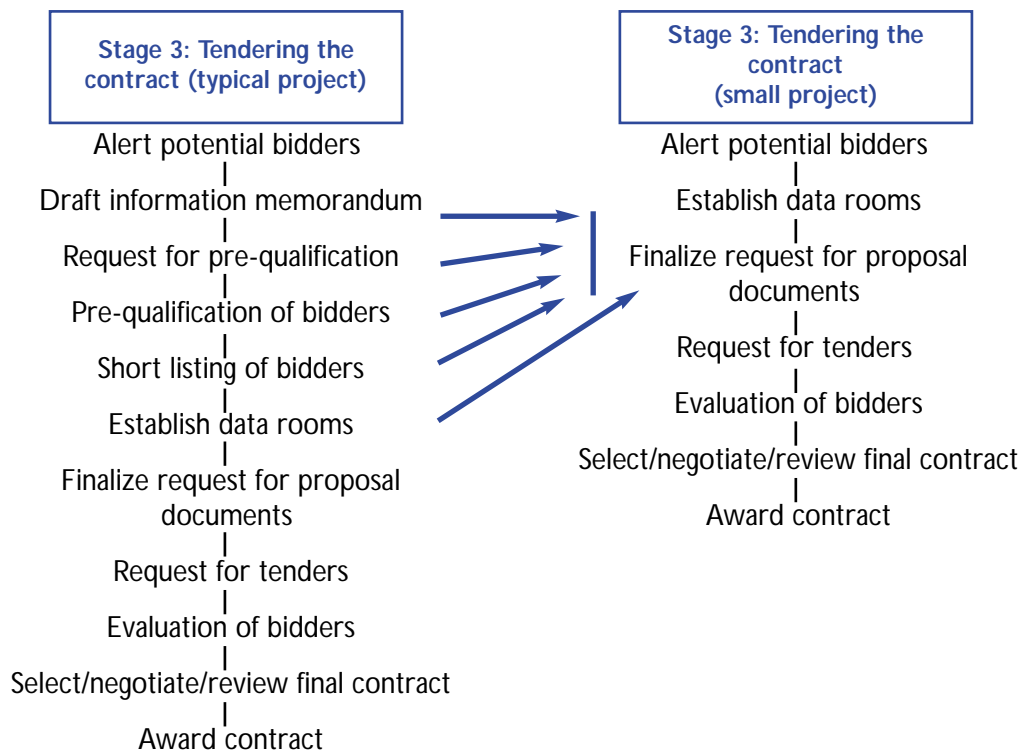 Stage 3: Tendering the
contract (typical project)
Alert potential bidders
Draft information memorandum
Request for pre-qualification
Pre-qualification of bidders
Short listing of bidders
Establish data rooms
Finalize request for proposal
documents
Request for tenders
Evaluation of bidders
Select/negotiate/review final contract
Award contract
Stage 3: Tendering the
contract
(small project)
Alert potential bidders
Establish data rooms
Finalize request for proposal
documents
Request for tenders
Evaluation of bidders
Select/negotiate/review final contract
Award contract